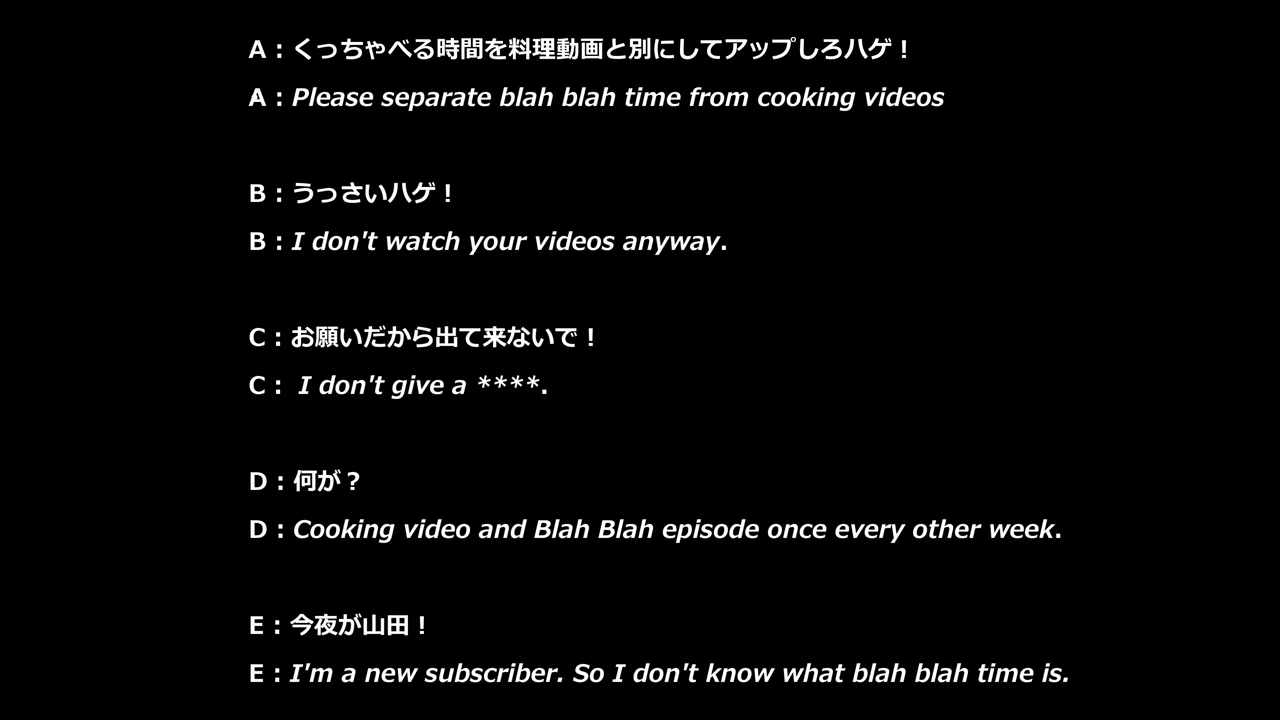 A：くっちゃべる時間を料理動画と別にしてアップしろハゲ！
A：Please separate blah blah time from cooking videos
B：うっさいハゲ！
B：I don't watch your videos anyway.
C：お願いだから出て来ないで！
C： I don't give a ****.
D：何が？
D：Cooking video and Blah Blah episode once every other week.
E：今夜が山田！
E：I'm a new subscriber. So I don't know what blah blah time is.